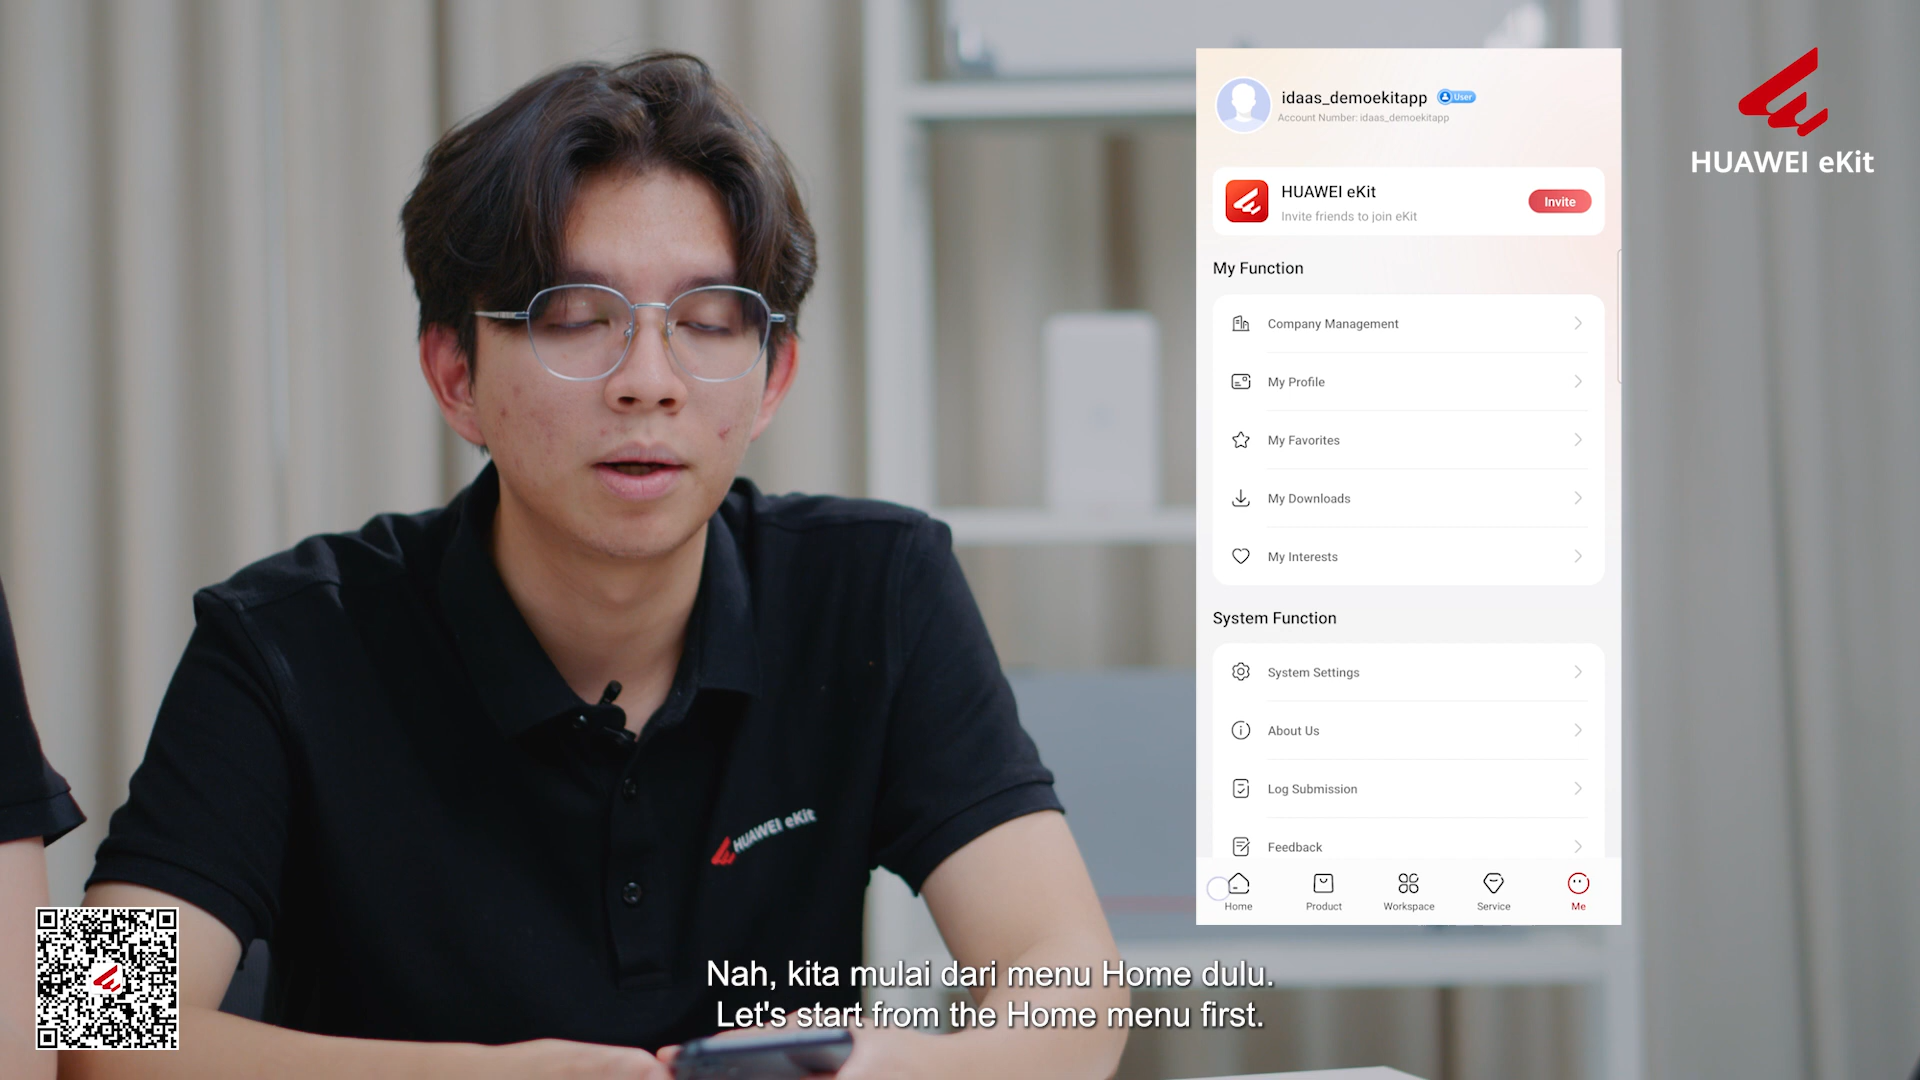 idaas_demoekitapp
User
Account Number: idaas_demoekitapp
HUAWEI eKit
Invite friends to join eKit
Invite
My Function
Company Management
My Profile
My Favorites
My Downloads
My Interests
System Function
System Settings
About Us
Log Submission
Feedback
Home
Product
Workspace
Service
Me
HUAWEI eKit
HUAWEI eKit
Nah, kita mulai dari menu Home dulu.
Let's start from the Home menu first.